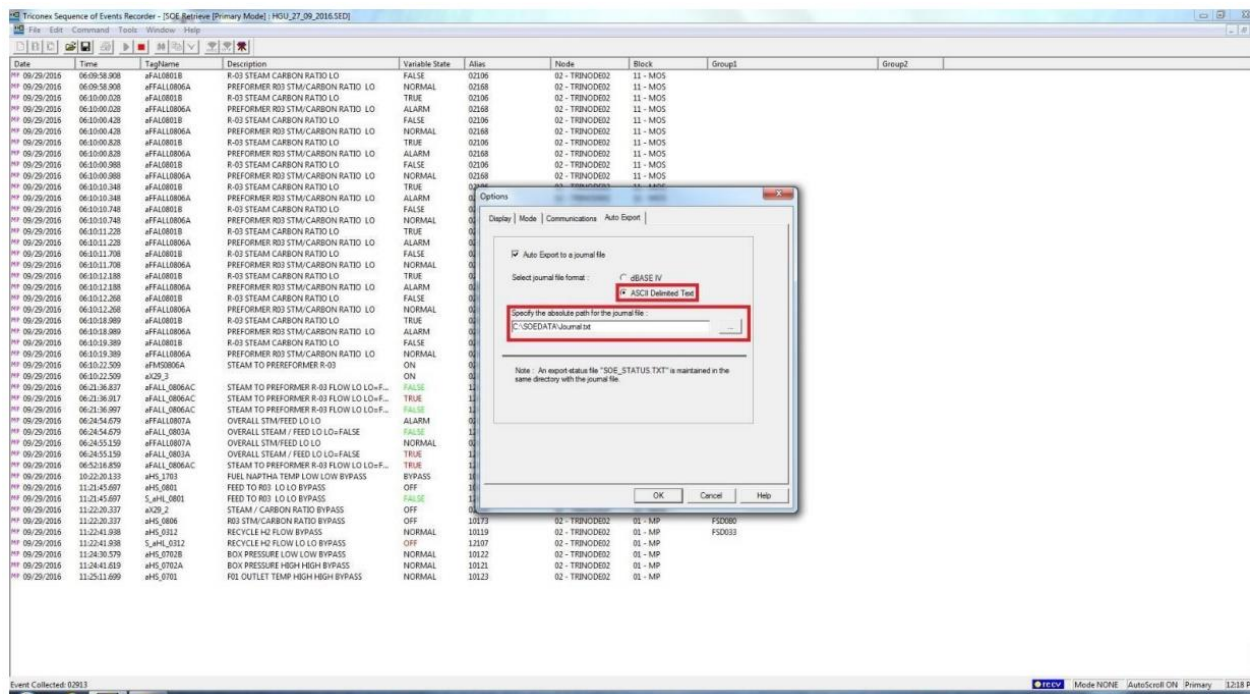 Triconex Sequence of Events Recorder - [SOE Retrieve [Primary Mode] : HGU_27_09_2016.SED]
File Edit Command Tools Window Help
Date Time TagName Description Variable State Alias Node Block Group1 Group2
09/29/2016 06:09:58.908 aFAL0801B R-03 STEAM CARBON RATIO LO FALSE 02106 02 - TRINODE02 11 - MOS
09/29/2016 06:09:58.908 aFFALL0806A PREFORMER R03 STM/CARBON RATIO LO NORMAL 02168 02 - TRINODE02 11 - MOS
09/29/2016 06:10:00.028 aFAL0801B R-03 STEAM CARBON RATIO LO TRUE 02106 02 - TRINODE02 11 - MOS
09/29/2016 06:10:00.028 aFFALL0806A PREFORMER R03 STM/CARBON RATIO LO ALARM 02168 02 - TRINODE02 11 - MOS
09/29/2016 06:10:00.428 aFAL0801B R-03 STEAM CARBON RATIO LO FALSE 02106 02 - TRINODE02 11 - MOS
09/29/2016 06:10:00.428 aFFALL0806A PREFORMER R03 STM/CARBON RATIO LO NORMAL 02168 02 - TRINODE02 11 - MOS
09/29/2016 06:10:00.828 aFAL0801B R-03 STEAM CARBON RATIO LO TRUE 02106 02 - TRINODE02 11 - MOS
09/29/2016 06:10:00.828 aFFALL0806A PREFORMER R03 STM/CARBON RATIO LO ALARM 02168 02 - TRINODE02 11 - MOS
09/29/2016 06:10:00.988 aFAL0801B R-03 STEAM CARBON RATIO LO FALSE 02106 02 - TRINODE02 11 - MOS
09/29/2016 06:10:00.988 aFFALL0806A PREFORMER R03 STM/CARBON RATIO LO NORMAL 02168 02 - TRINODE02 11 - MOS
09/29/2016 06:10:10.348 aFAL0801B R-03 STEAM CARBON RATIO LO TRUE
09/29/2016 06:10:10.348 aFFALL0806A PREFORMER R03 STM/CARBON RATIO LO ALARM
09/29/2016 06:10:10.748 aFAL0801B R-03 STEAM CARBON RATIO LO FALSE
09/29/2016 06:10:10.748 aFFALL0806A PREFORMER R03 STM/CARBON RATIO LO NORMAL
09/29/2016 06:10:11.228 aFAL0801B R-03 STEAM CARBON RATIO LO TRUE
09/29/2016 06:10:11.228 aFFALL0806A PREFORMER R03 STM/CARBON RATIO LO ALARM
09/29/2016 06:10:11.708 aFAL0801B R-03 STEAM CARBON RATIO LO FALSE
09/29/2016 06:10:11.708 aFFALL0806A PREFORMER R03 STM/CARBON RATIO LO NORMAL
09/29/2016 06:10:12.188 aFAL0801B R-03 STEAM CARBON RATIO LO TRUE
09/29/2016 06:10:12.188 aFFALL0806A PREFORMER R03 STM/CARBON RATIO LO ALARM
09/29/2016 06:10:12.268 aFAL0801B R-03 STEAM CARBON RATIO LO FALSE
09/29/2016 06:10:12.268 aFFALL0806A PREFORMER R03 STM/CARBON RATIO LO NORMAL
09/29/2016 06:10:18.989 aFAL0801B R-03 STEAM CARBON RATIO LO TRUE
09/29/2016 06:10:18.989 aFFALL0806A PREFORMER R03 STM/CARBON RATIO LO ALARM
09/29/2016 06:10:19.389 aFAL0801B R-03 STEAM CARBON RATIO LO FALSE
09/29/2016 06:10:19.389 aFFALL0806A PREFORMER R03 STM/CARBON RATIO LO NORMAL
09/29/2016 06:10:22.509 aFMS0806A STEAM TO PREREFORMER R-03 ON
09/29/2016 06:10:22.509 aX29_3 ON
09/29/2016 06:21:36.837 aFALL_0806AC STEAM TO PREFORMER R-03 FLOW LO LO=F... FALSE
09/29/2016 06:21:36.917 aFALL_0806AC STEAM TO PREFORMER R-03 FLOW LO LO=F... TRUE
09/29/2016 06:21:36.997 aFALL_0806AC STEAM TO PREFORMER R-03 FLOW LO LO=F... FALSE
09/29/2016 06:24:54.679 aFFALL0807A OVERALL STM/FEED LO LO ALARM
09/29/2016 06:24:54.679 aFALL_0803A OVERALL STEAM / FEED LO LO=FALSE FALSE
09/29/2016 06:24:55.159 aFFALL0807A OVERALL STM/FEED LO LO NORMAL
09/29/2016 06:24:55.159 aFALL_0803A OVERALL STEAM / FEED LO LO=FALSE TRUE
09/29/2016 06:52:16.859 aFALL_0806AC STEAM TO PREFORMER R-03 FLOW LO LO=F... TRUE
09/29/2016 10:22:20.133 aHS_1703 FUEL NAPTHA TEMP LOW LOW BYPASS BYPASS
09/29/2016 11:21:45.697 aHS_0801 FEED TO R03 LO LO BYPASS OFF
09/29/2016 11:21:45.697 S_aHL_0801 FEED TO R03 LO LO BYPASS FALSE
09/29/2016 11:22:20.337 aX29_2 STEAM / CARBON RATIO BYPASS OFF
09/29/2016 11:22:20.337 aHS_0806 R03 STM/CARBON RATIO BYPASS OFF 10173 02 - TRINODE02 01 - MP FSD080
09/29/2016 11:22:41.938 aHS_0312 RECYCLE H2 FLOW BYPASS NORMAL 10119 02 - TRINODE02 01 - MP FSD033
09/29/2016 11:22:41.938 S_aHL_0312 RECYCLE H2 FLOW LO LO BYPASS OFF 12107 02 - TRINODE02 01 - MP
09/29/2016 11:24:30.579 aHS_0702B BOX PRESSURE LOW LOW BYPASS NORMAL 10122 02 - TRINODE02 01 - MP
09/29/2016 11:24:41.619 aHS_0702A BOX PRESSURE HIGH HIGH BYPASS NORMAL 10121 02 - TRINODE02 01 - MP
09/29/2016 11:25:11.699 aHS_0701 F01 OUTLET TEMP HIGH HIGH BYPASS NORMAL 10123 02 - TRINODE02 01 - MP
Options
Display Mode Communications Auto Export
Auto Export to a journal file
Select journal file format :
dBASE IV
ASCII Delimited Text
Specify the absolute path for the journal file :
C:\SOEDATA\Journal.txt ...
Note : An export-status file "SOE_STATUS.TXT" is maintained in the
same directory with the journal file.
OK Cancel Help
Event Collected: 02913 recv Mode NONE AutoScroll ON Primary 12:18 P